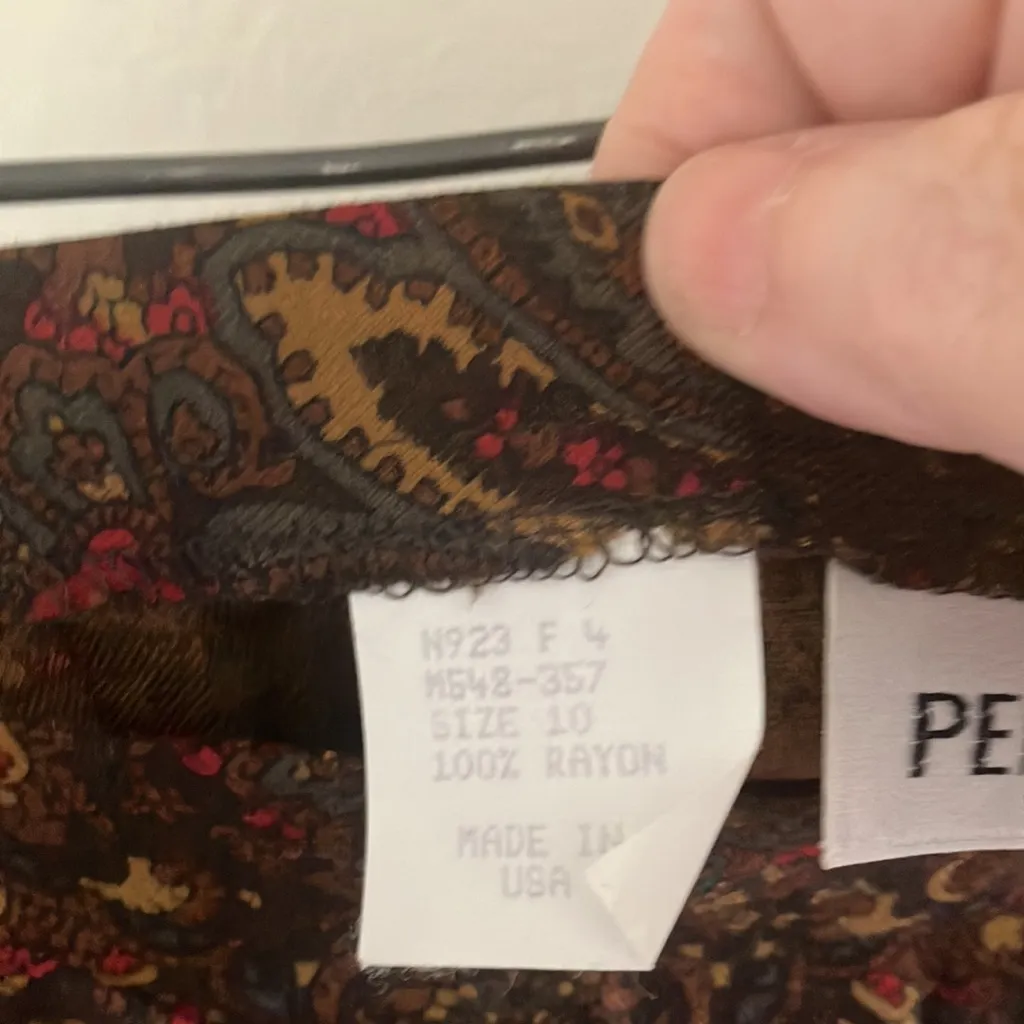 N923 F 4
M648-357
SIZE 10
100% RAYON
MADE IN
USA
PE